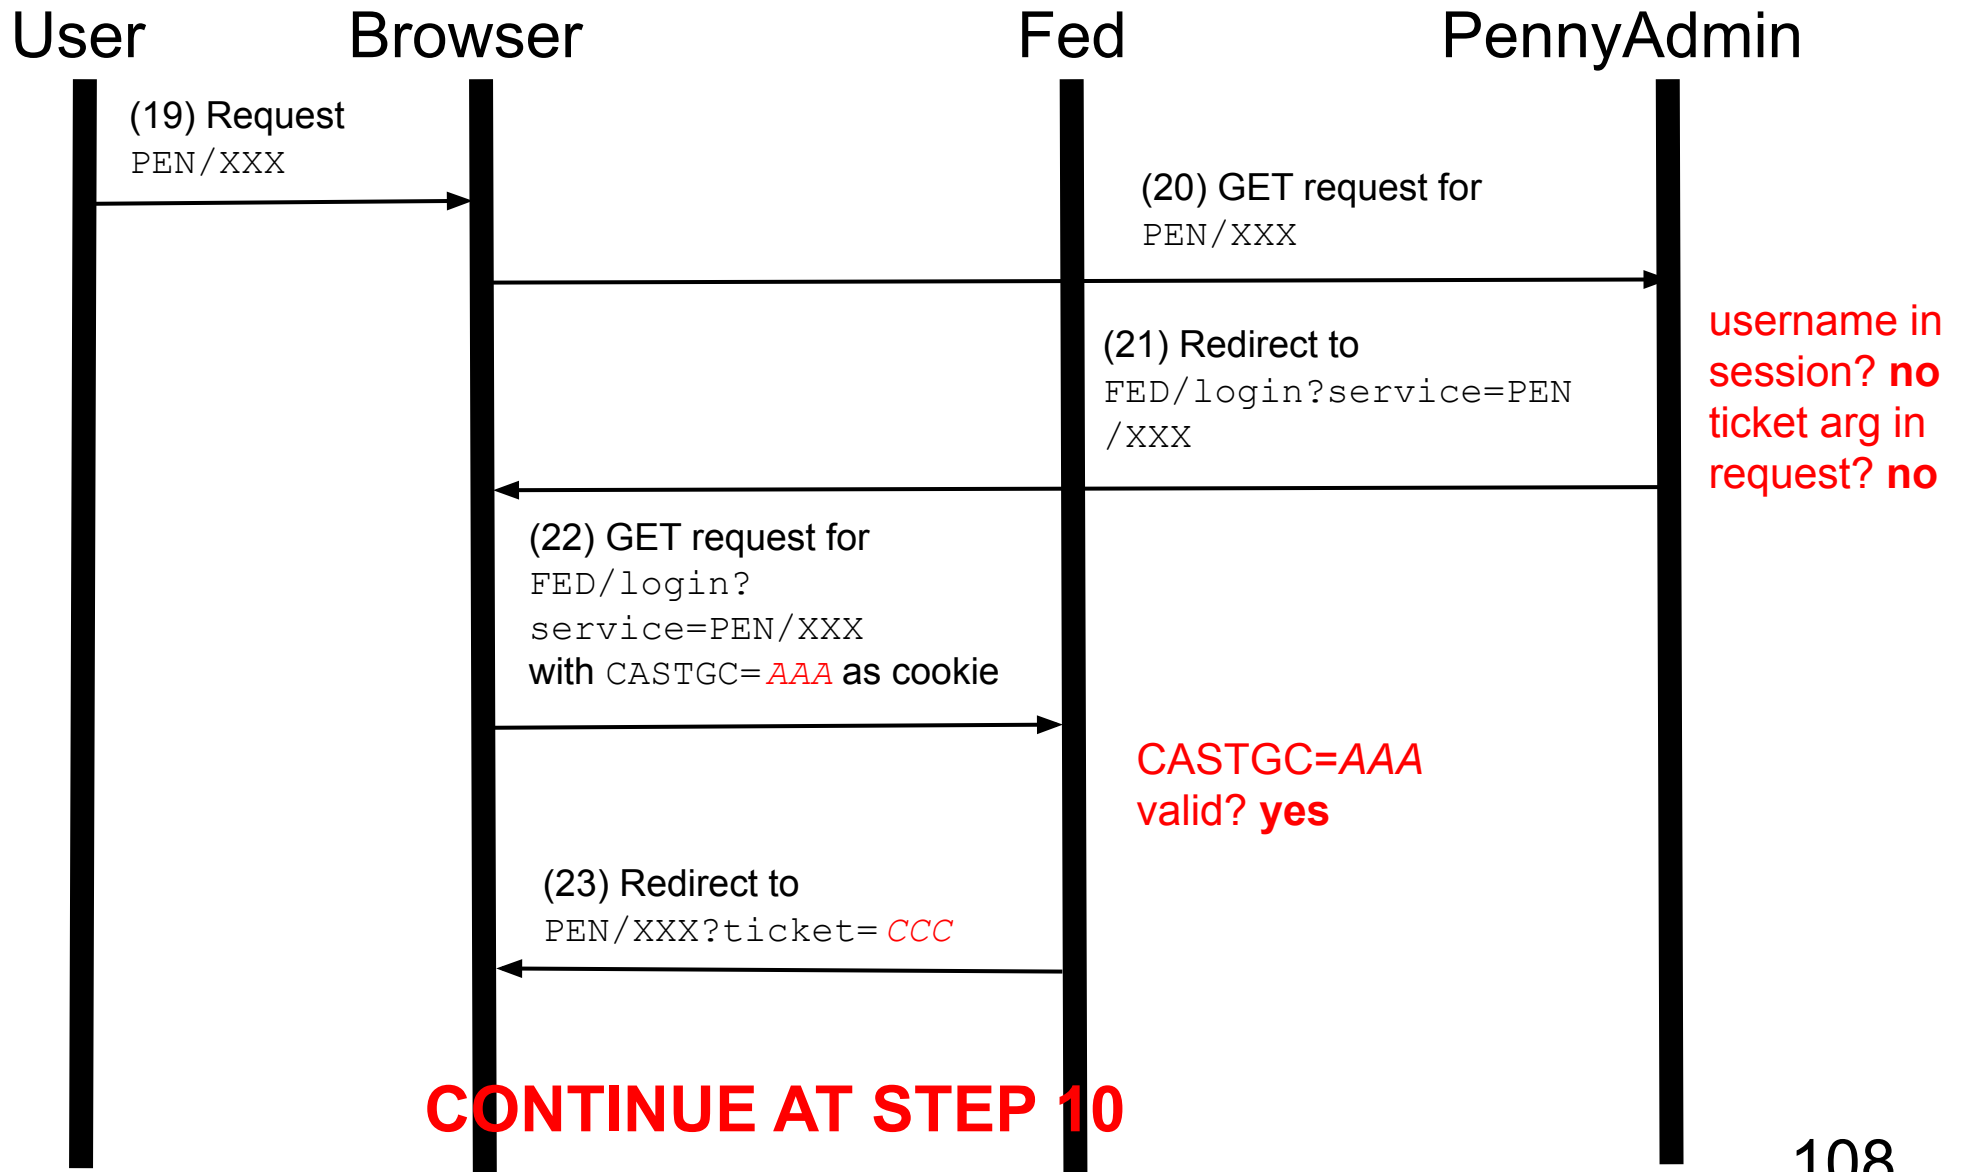 User
Browser
Fed
PennyAdmin
(19) Request
PEN/XXX
(20) GET request for
PEN/XXX
(21) Redirect to
FED/login?service=PEN
/XXX
username in
session? no
ticket arg in
request? no
(22) GET request for
FED/login?
service=PEN/XXX
with CASTGC=AAA as cookie
CASTGC=AAA
valid? yes
(23) Redirect to
PEN/XXX?ticket=CCC
CONTINUE AT STEP 10
108